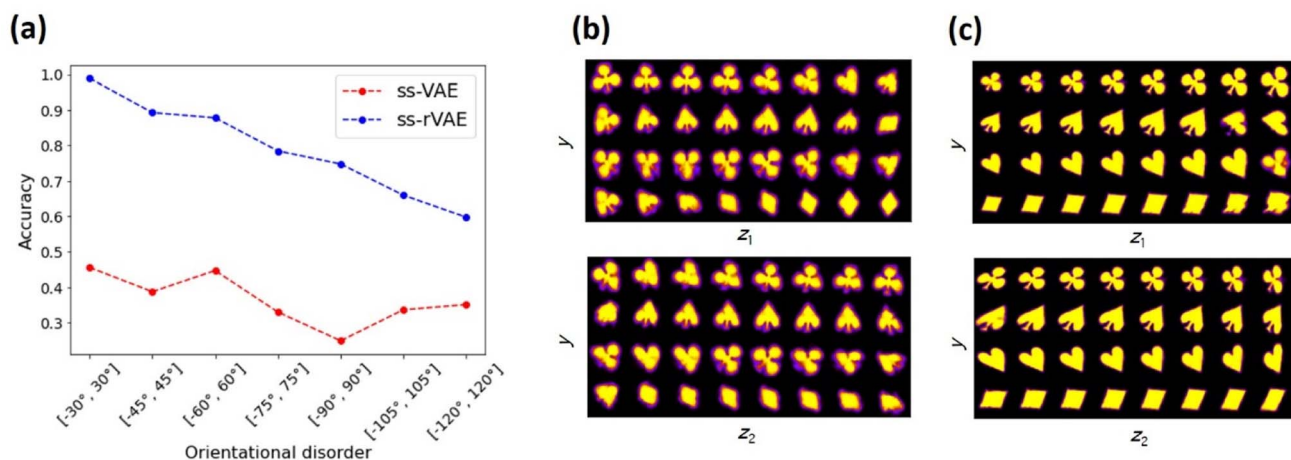 (a)
(b)
(c)
1.0
0.9
0.8
0.7
0.6
0.5
0.4
0.3
Accuracy
ss-VAE
ss-rVAE
[-30°, 30°]
[-45°, 45°]
[-60°, 60°]
[-75°, 75°]
[-90°, 90°]
[-105°, 105°]
[-120°, 120°]
Orientational disorder
y
z1
y
z2
y
z1
y
z2